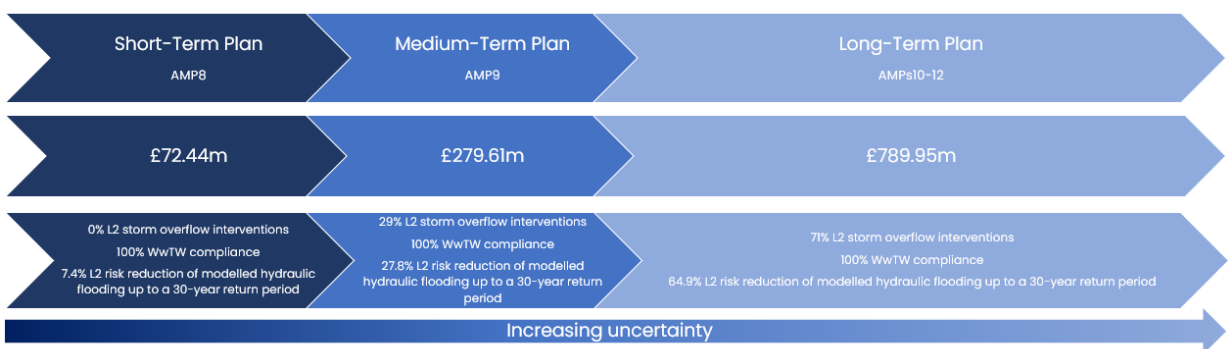 Short-Term Plan
AMP8
Medium-Term Plan
AMP9
Long-Term Plan
AMPs10-12
£72.44m
£279.61m
£789.95m
0% L2 storm overflow interventions
100% WwTW compliance
7.4% L2 risk reduction of modelled hydraulic
flooding up to a 30-year return period
29% L2 storm overflow interventions
100% WwTW compliance
27.8% L2 risk reduction of modelled
hydraulic flooding up to a 30-year return
period
71% L2 storm overflow interventions
100% WwTW compliance
64.9% L2 risk reduction of modelled hydraulic flooding up to a 30-year return period
Increasing uncertainty